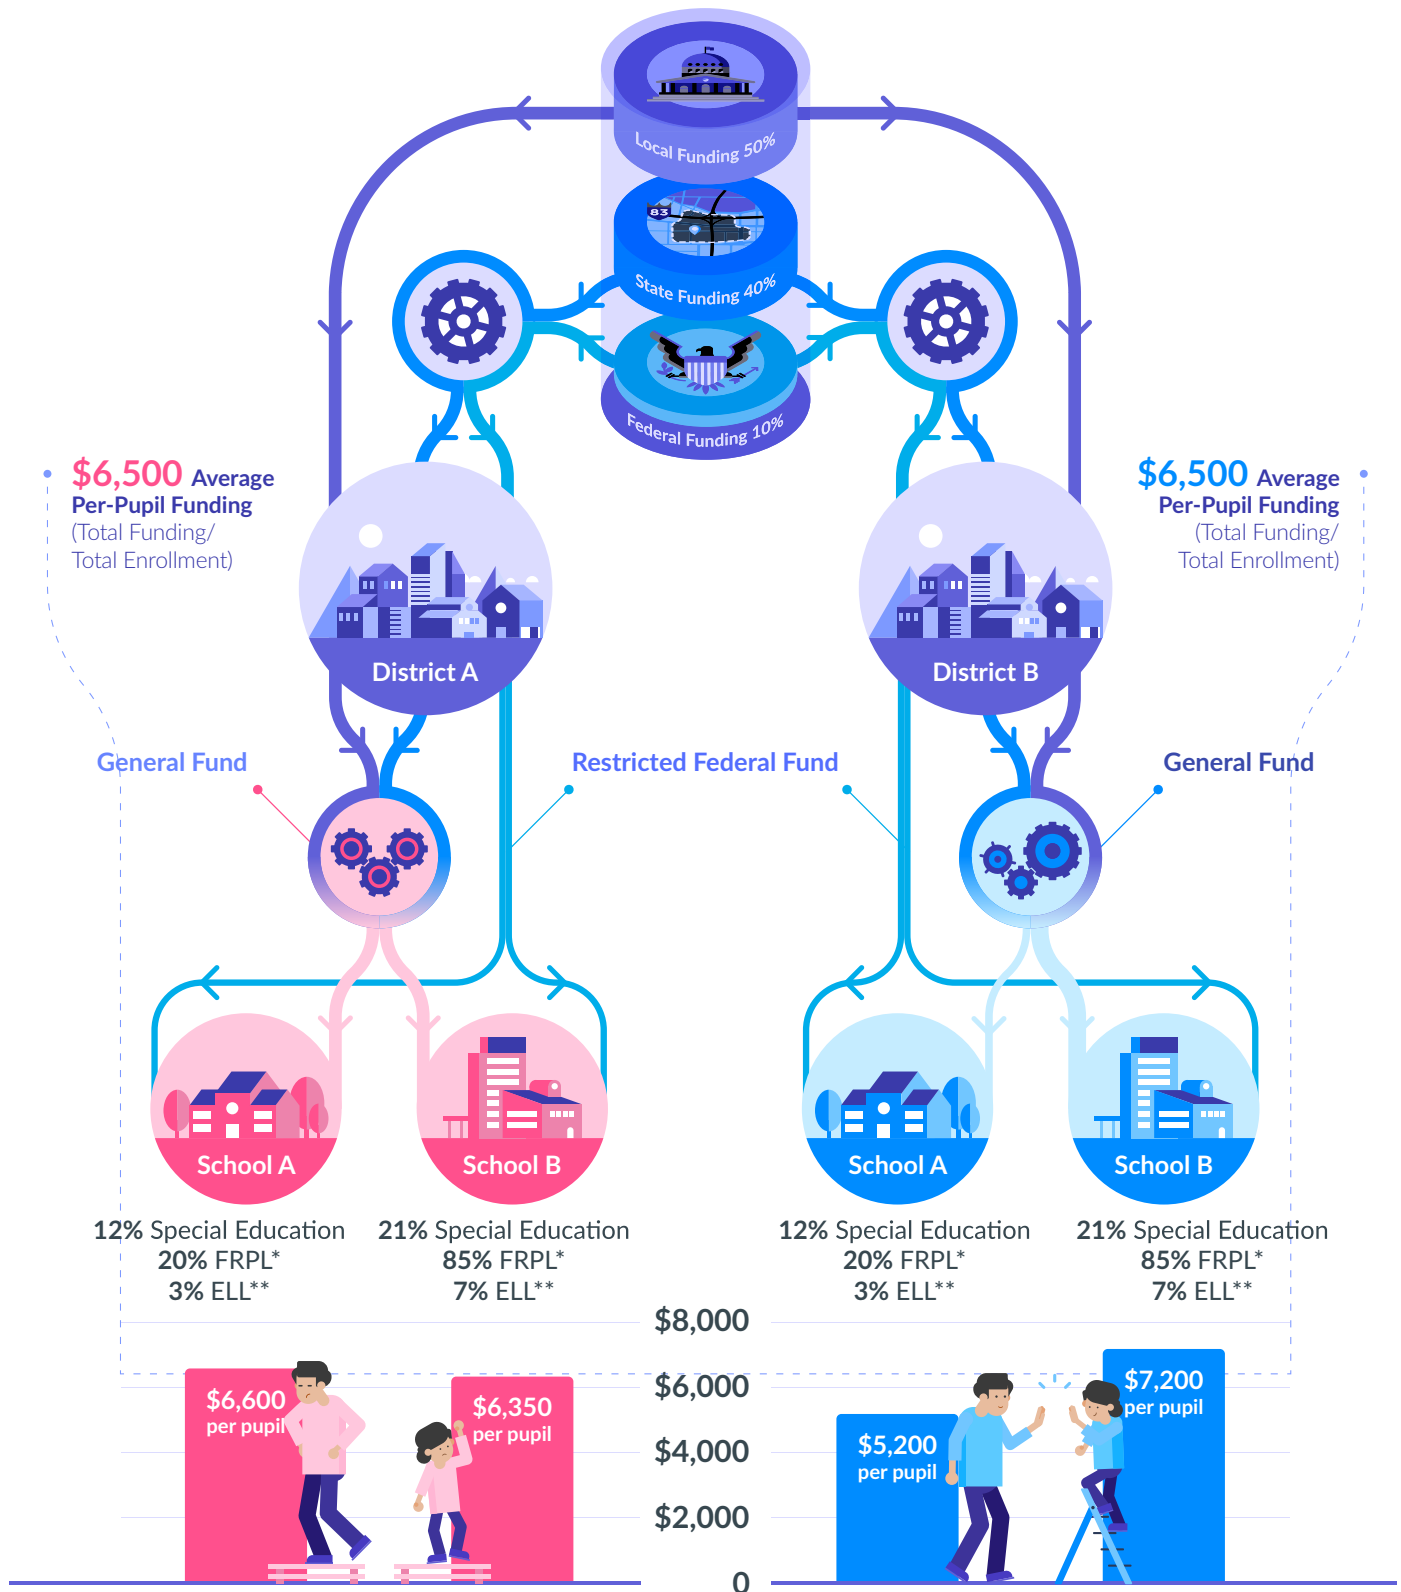 Local Funding 50%
83
State Funding 40%
Federal Funding 10%
$6,500 Average
Per-Pupil Funding
(Total Funding/
Total Enrollment)
$6,500 Average
Per-Pupil Funding
(Total Funding/
Total Enrollment)
District A
District B
General Fund
Restricted Federal Fund
General Fund
School A
School B
School A
School B
12% Special Education
20% FRPL*
3% ELL**
21% Special Education
85% FRPL*
7% ELL**
12% Special Education
20% FRPL*
3% ELL**
21% Special Education
85% FRPL*
7% ELL**
$8,000
$6,000
$4,000
$2,000
0
$6,600
per pupil
$6,350
per pupil
$5,200
per pupil
$7,200
per pupil